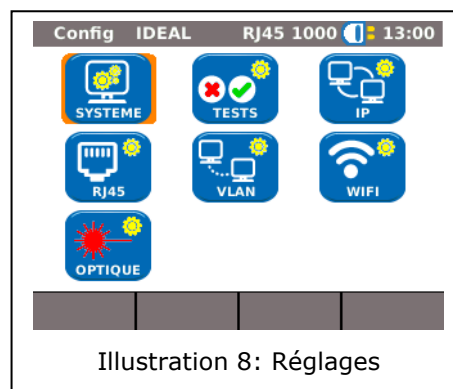 Config IDEAL RJ45 1000 13:00
SYSTEME TESTS IP
RJ45 VLAN WIFI
OPTIQUE
Illustration 8: Réglages